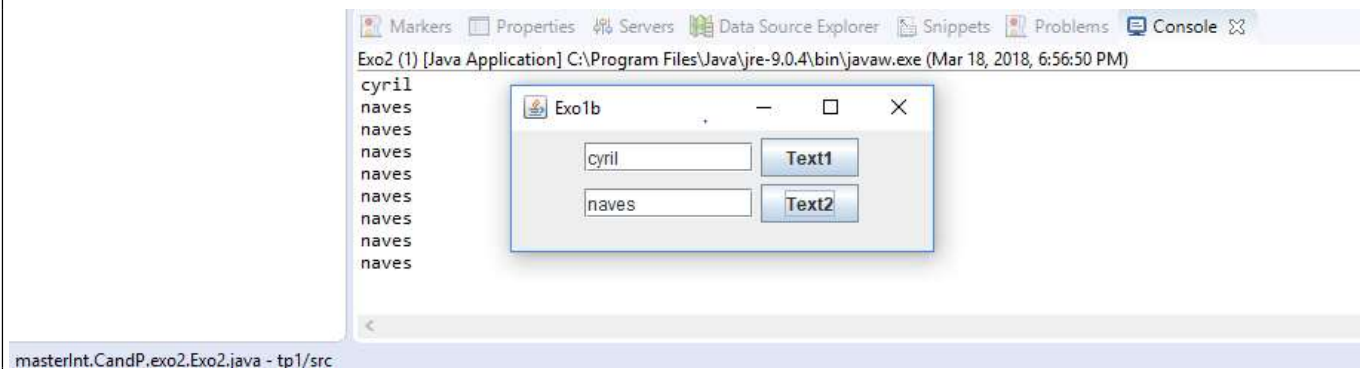 Markers Properties Servers Data Source Explorer Snippets Problems Console
Exo2 (1) [Java Application] C:\Program Files\Java\jre-9.0.4\bin\javaw.exe (Mar 18, 2018, 6:56:50 PM)
cyril
naves
naves
naves
naves
naves
naves
naves
naves
Exo1b
cyril Text1
naves Text2
masterInt.CandP.exo2.Exo2.java - tp1/src